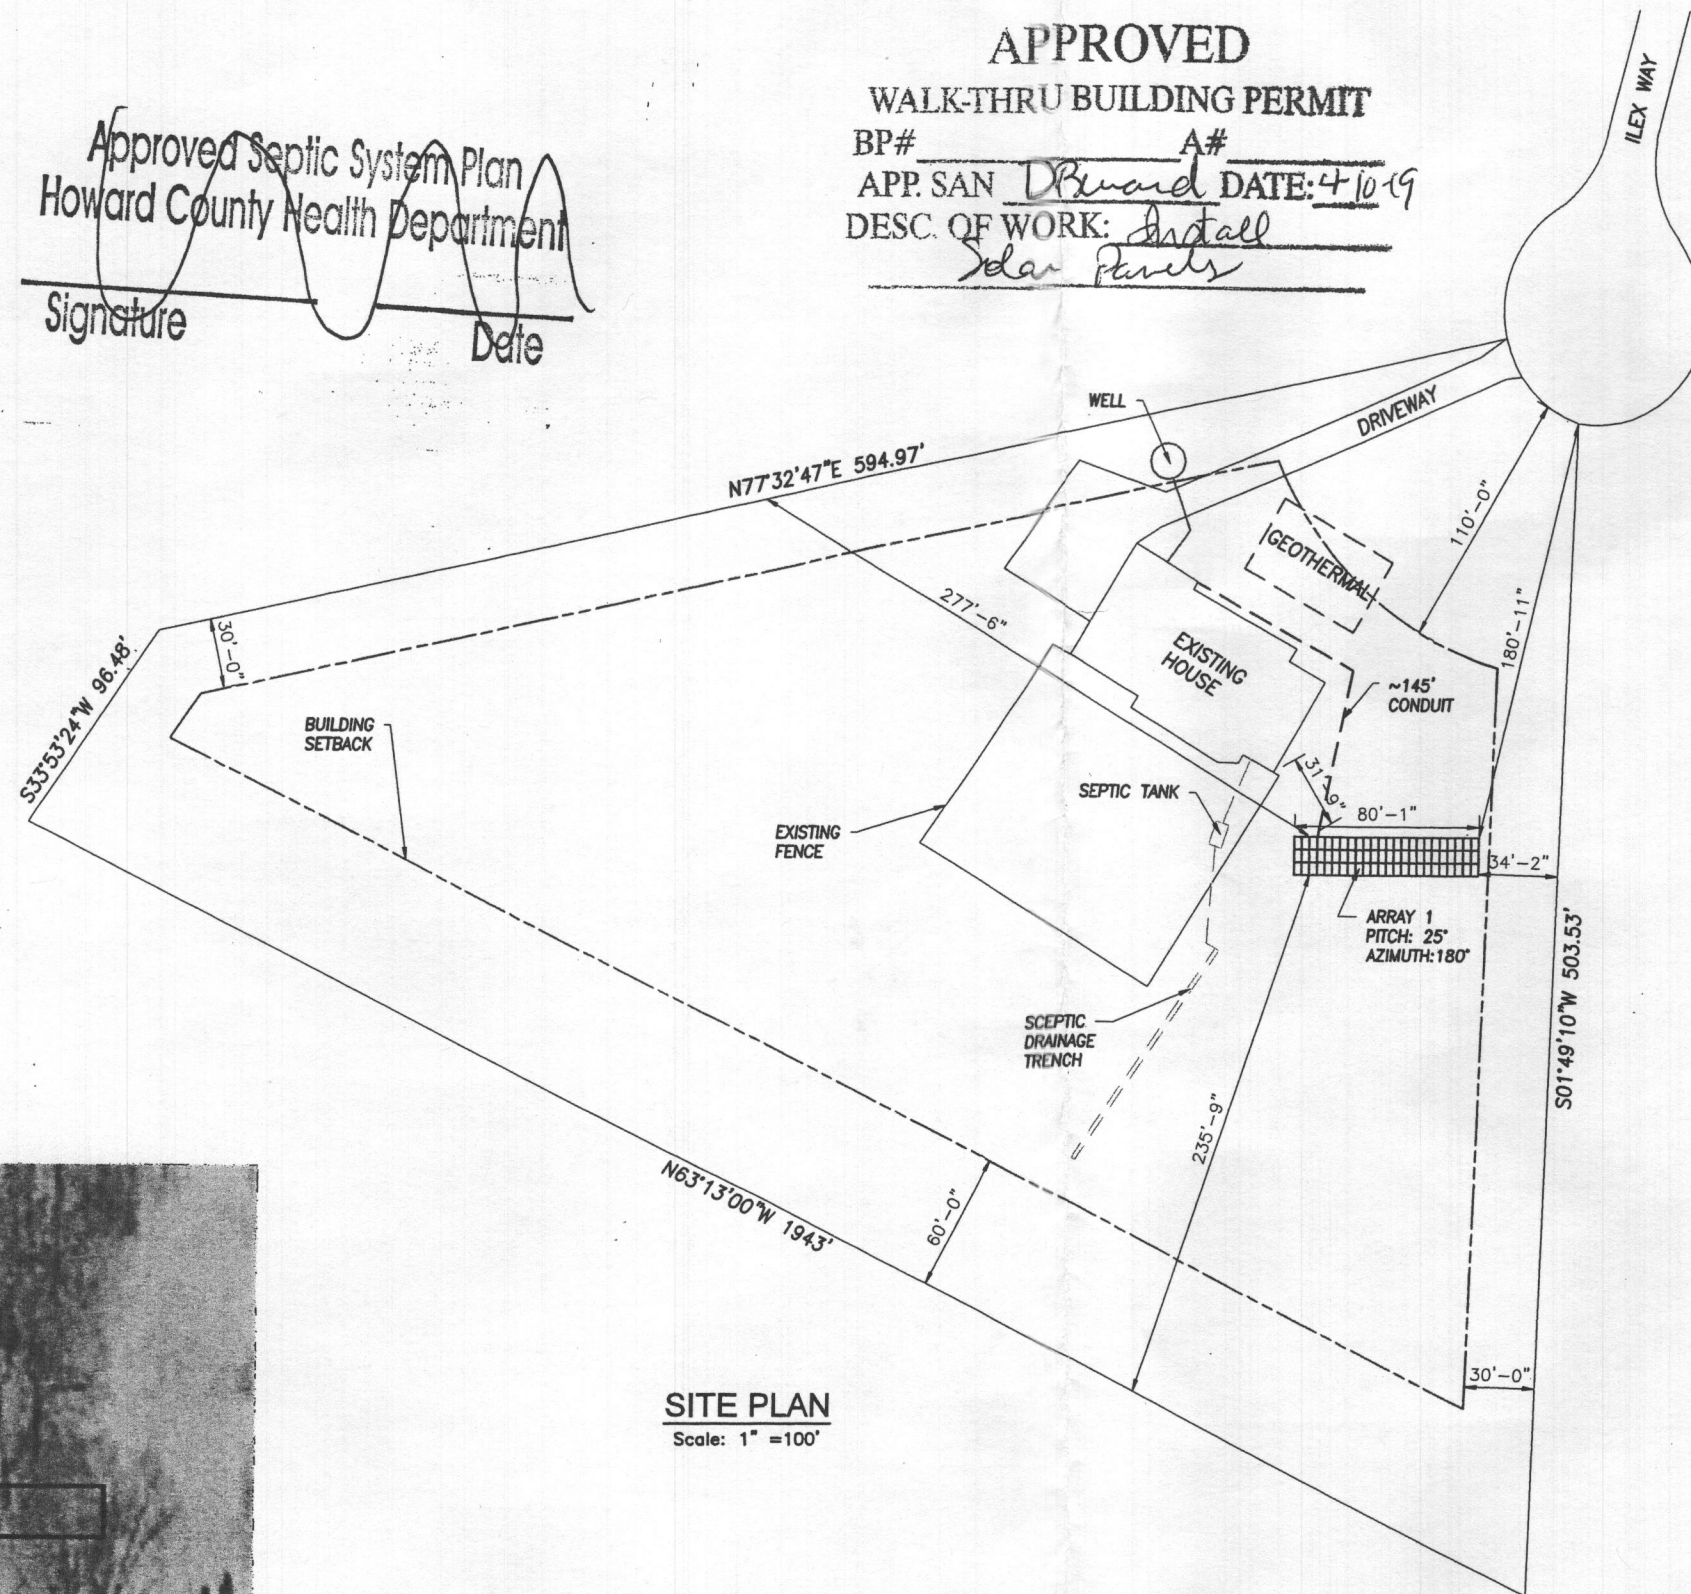 APPROVED
WALK-THRU BUILDING PERMIT
BP# A#
APP. SAN DBernard DATE: 4-10-19
DESC. OF WORK: Install
Solar Panels
Approved Septic System Plan
Howard County Health Department
Signature
Date
ILEX WAY
WELL
DRIVEWAY
N77°32'47"E 594.97'
110'-0"
GEOTHERMAL
277'-6"
180'-11"
30'-0"
S33°53'24"W 96.48'
EXISTING
HOUSE
~145'
CONDUIT
BUILDING
SETBACK
31'-9"
SEPTIC TANK
80'-1"
EXISTING
FENCE
34'-2"
ARRAY 1
PITCH: 25°
AZIMUTH:180°
S01°49'10"W 503.53'
SCEPTIC
DRAINAGE
TRENCH
235'-9"
N63°13'00"W 1943'
60'-0"
30'-0"
SITE PLAN
Scale: 1" =100'